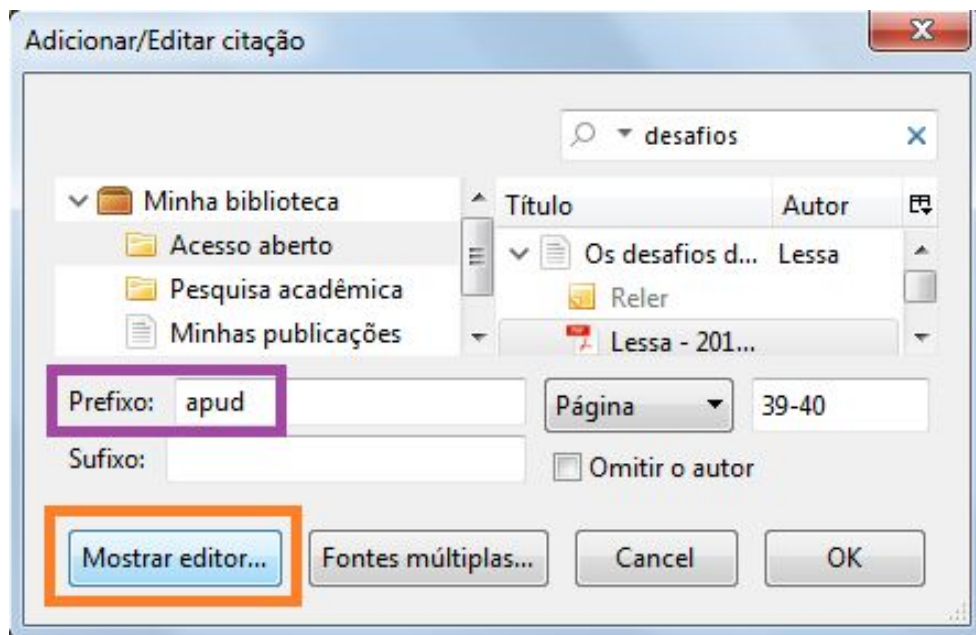 Adicionar/Editar citação
desafios
Minha biblioteca
Acesso aberto
Pesquisa acadêmica
Minhas publicações
Título Autor
Os desafios d... Lessa
Reler
Lessa - 201...
Prefixo: apud
Página 39-40
Sufixo:
Omitir o autor
Mostrar editor... Fontes múltiplas... Cancel OK